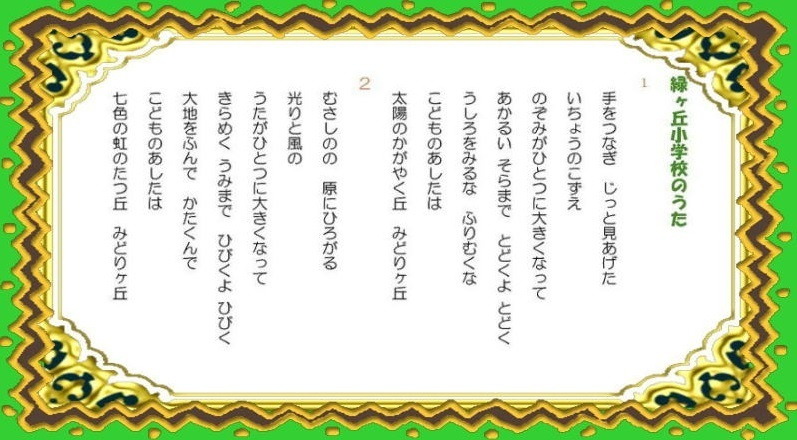 緑ヶ丘小学校のうた
1
手をつなぎ　じっと見あげた
いちょうのこずえ
のぞみがひとつに大きくなって
あかるい そらまで とどくよ とどく
うしろをみるな　ふりむくな
こどものあしたは
太陽のかがやく丘　みどりヶ丘
2
むさしのの　原にひろがる
光りと風の
うたがひとつに大きくなって
きらめく うみまで ひびくよ ひびく
大地をふんで　かたくんで
こどものあしたは
七色の虹のたつ丘　みどりヶ丘